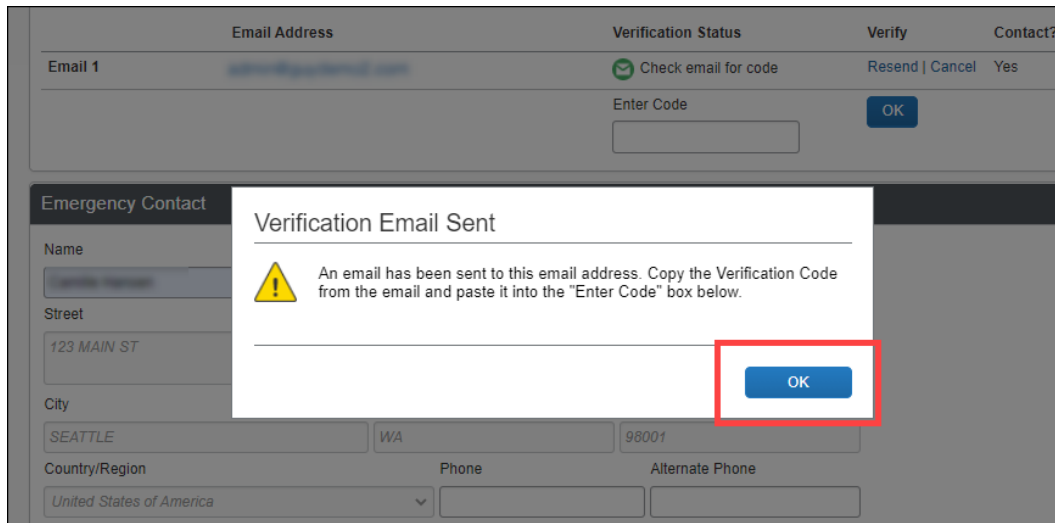 Email Address Verification Status Verify Contact?
Email 1 Check email for code Resend | Cancel Yes
Enter Code
OK
Emergency Contact
Verification Email Sent
Name
An email has been sent to this email address. Copy the Verification Code
from the email and paste it into the "Enter Code" box below.
Street
123 MAIN ST
OK
City
SEATTLE WA 98001
Country/Region Phone Alternate Phone
United States of America